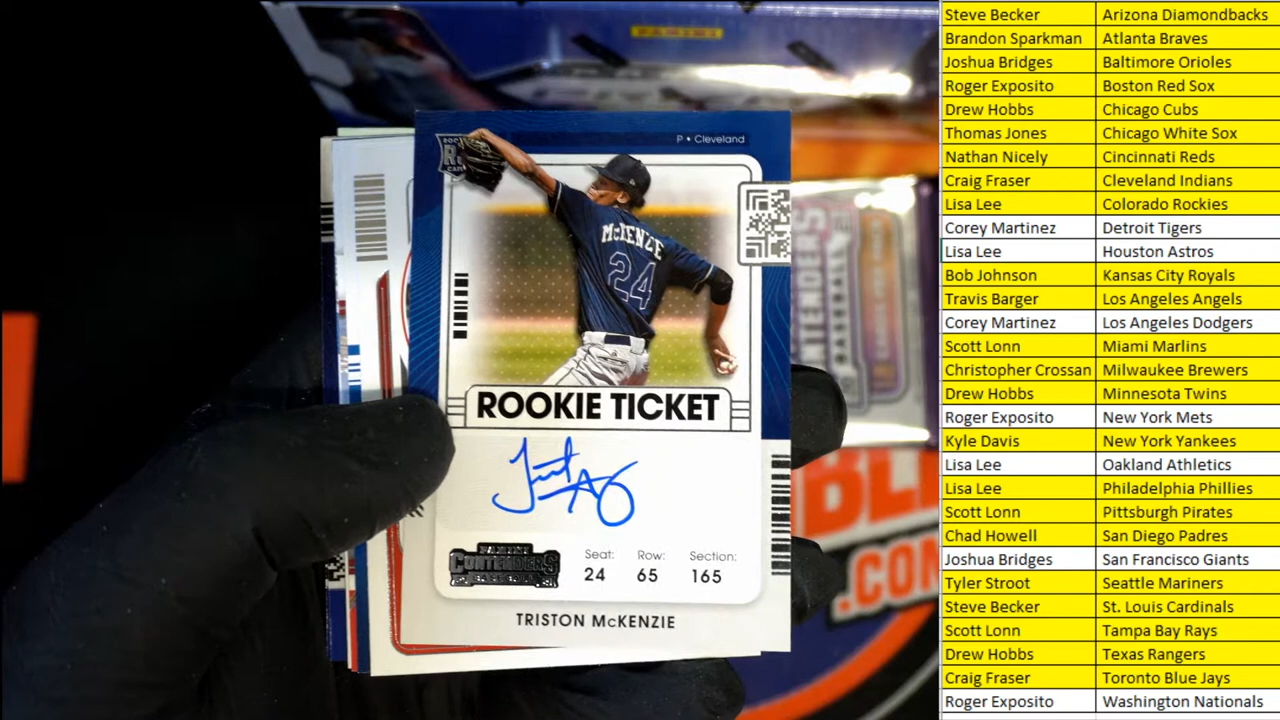 P • Cleveland
McKENZIE
24
ROOKIE TICKET
PANINI
CONTENDERS
Seat: Row: Section:
24 65 165
TRISTON McKENZIE
BASEBALL
.COM
Steve Becker Arizona Diamondbacks
Brandon Sparkman Atlanta Braves
Joshua Bridges Baltimore Orioles
Roger Exposito Boston Red Sox
Drew Hobbs Chicago Cubs
Thomas Jones Chicago White Sox
Nathan Nicely Cincinnati Reds
Craig Fraser Cleveland Indians
Lisa Lee Colorado Rockies
Corey Martinez Detroit Tigers
Lisa Lee Houston Astros
Bob Johnson Kansas City Royals
Travis Barger Los Angeles Angels
Corey Martinez Los Angeles Dodgers
Scott Lonn Miami Marlins
Christopher Crossan Milwaukee Brewers
Drew Hobbs Minnesota Twins
Roger Exposito New York Mets
Kyle Davis New York Yankees
Lisa Lee Oakland Athletics
Lisa Lee Philadelphia Phillies
Scott Lonn Pittsburgh Pirates
Chad Howell San Diego Padres
Joshua Bridges San Francisco Giants
Tyler Stroot Seattle Mariners
Steve Becker St. Louis Cardinals
Scott Lonn Tampa Bay Rays
Drew Hobbs Texas Rangers
Craig Fraser Toronto Blue Jays
Roger Exposito Washington Nationals